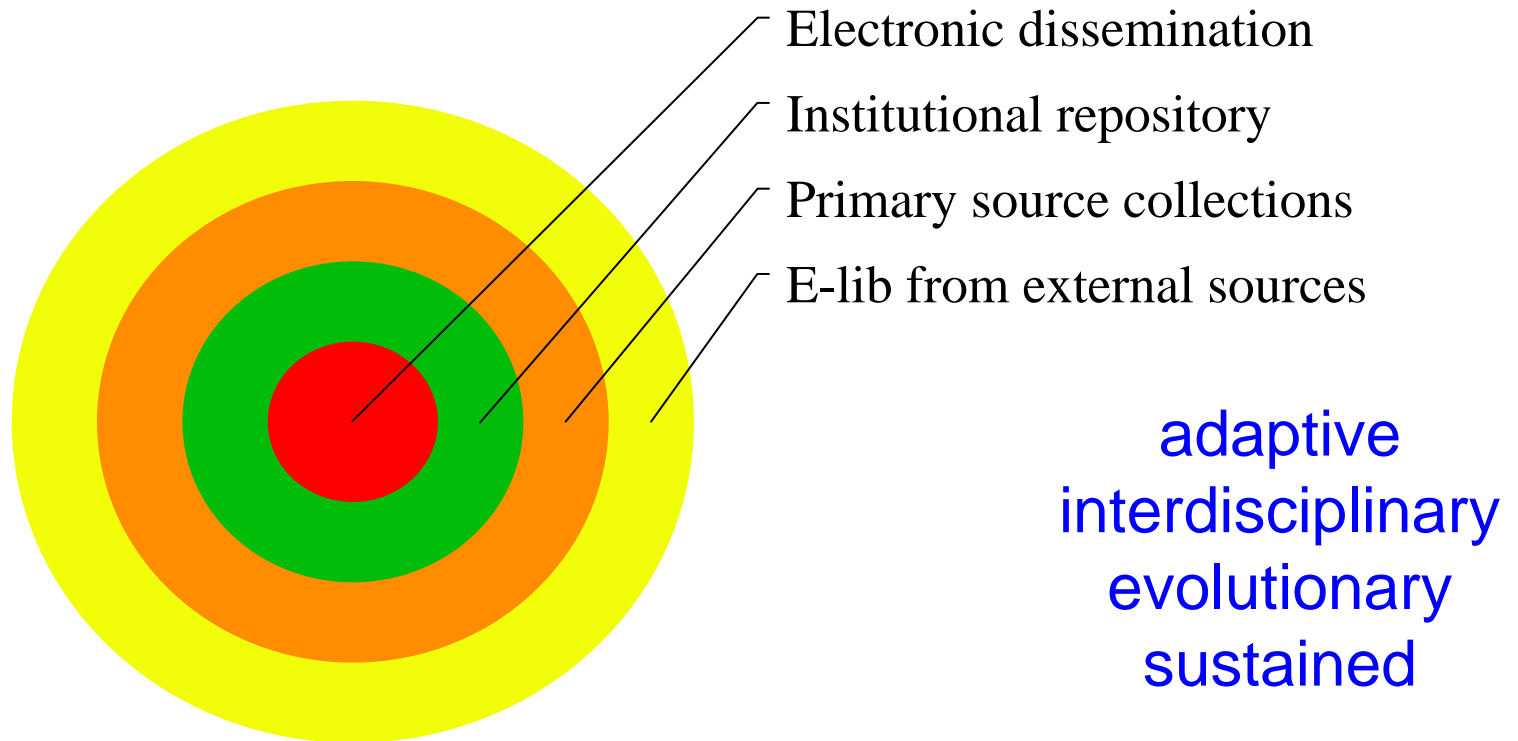 Electronic dissemination
Institutional repository
Primary source collections
E-lib from external sources
adaptive
interdisciplinary
evolutionary
sustained